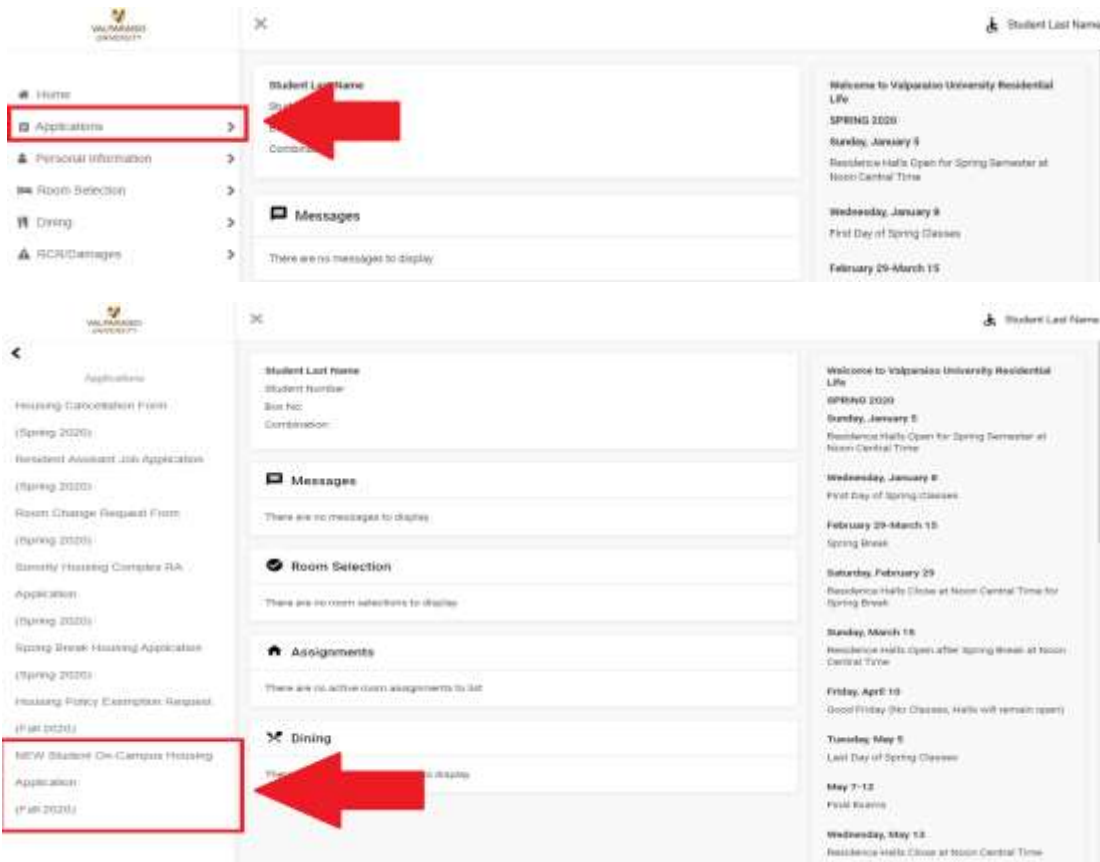 VALPARAISO
UNIVERSITY
Student Last Name
Home
Applications
Personal Information
Room Selection
Dining
RCR/Damages
Student Last Name
Messages
There are no messages to display
Welcome to Valparaiso University Residential
Life
SPRING 2020
Sunday, January 5
Residence Halls Open for Spring Semester at
Noon Central Time
Wednesday, January 8
First Day of Spring Classes
February 29-March 15
VALPARAISO
UNIVERSITY
Student Last Name
Applications
Housing Cancellation Form
(Spring 2020)
Resident Assistant Job Application
(Spring 2020)
Room Change Request Form
(Spring 2020)
Sorority Housing Complex RA
Application
(Spring 2020)
Spring Break Housing Application
(Spring 2020)
Housing Policy Exemption Request
(Fall 2020)
NEW Student On-Campus Housing
Application
(Fall 2020)
Student Last Name
Student Number
Box No:
Combination:
Messages
There are no messages to display
Room Selection
There are no room selections to display
Assignments
There are no active room assignments to list
Dining
to display
Welcome to Valparaiso University Residential
Life
SPRING 2020
Sunday, January 5
Residence Halls Open for Spring Semester at
Noon Central Time
Wednesday, January 8
First Day of Spring Classes
February 29-March 15
Spring Break
Saturday, February 29
Residence Halls Close at Noon Central Time for
Spring Break
Sunday, March 15
Residence Halls Open after Spring Break at Noon
Central Time
Friday, April 10
Good Friday (No Classes, Halls will remain open)
Tuesday, May 5
Last Day of Spring Classes
May 7-12
Final Exams
Wednesday, May 13
Residence Halls Close at Noon Central Time